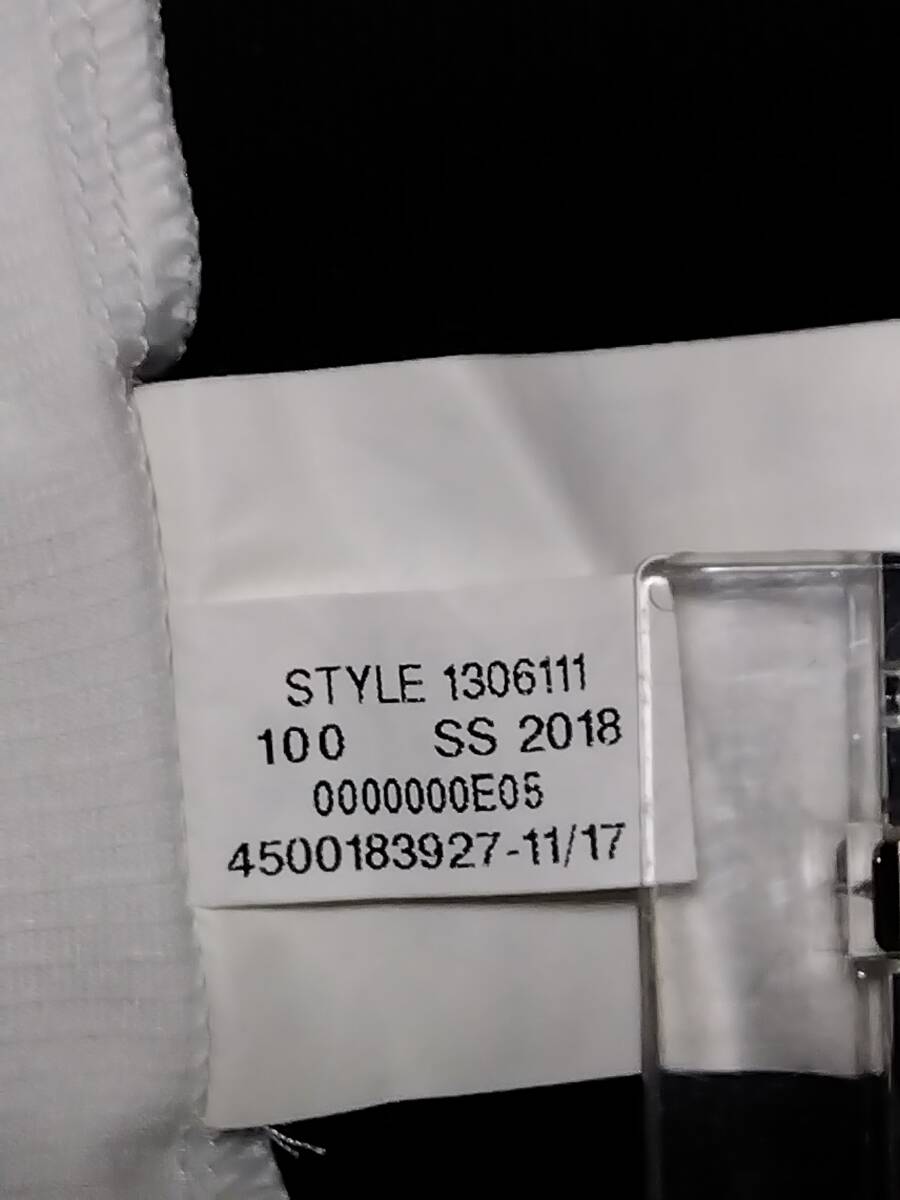 STYLE 1306111
100 SS 2018
0000000E05
4500183927-11/17